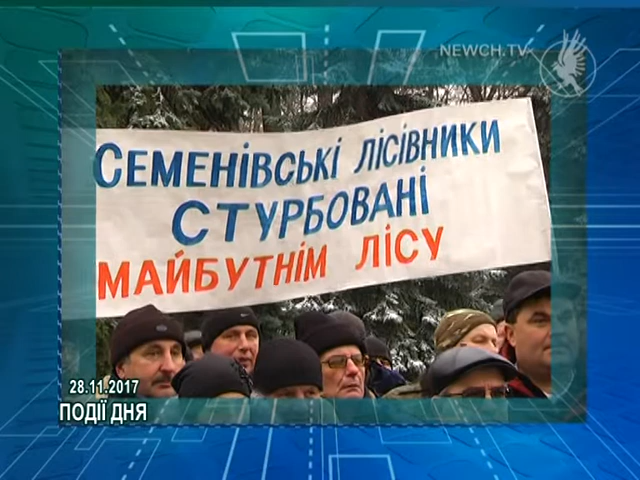 NEWCH.TV
СЕМЕНІВСЬКІ ЛІСІВНИКИ
СТУРБОВАНІ
МАЙБУТНІМ ЛІСУ
28.11.2017
ПОДІЇ ДНЯ